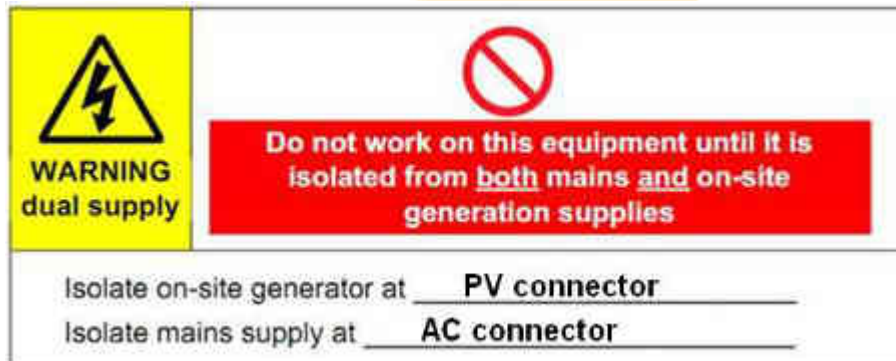 WARNING
dual supply
Do not work on this equipment until it is
isolated from both mains and on-site
generation supplies
Isolate on-site generator at PV connector
Isolate mains supply at AC connector